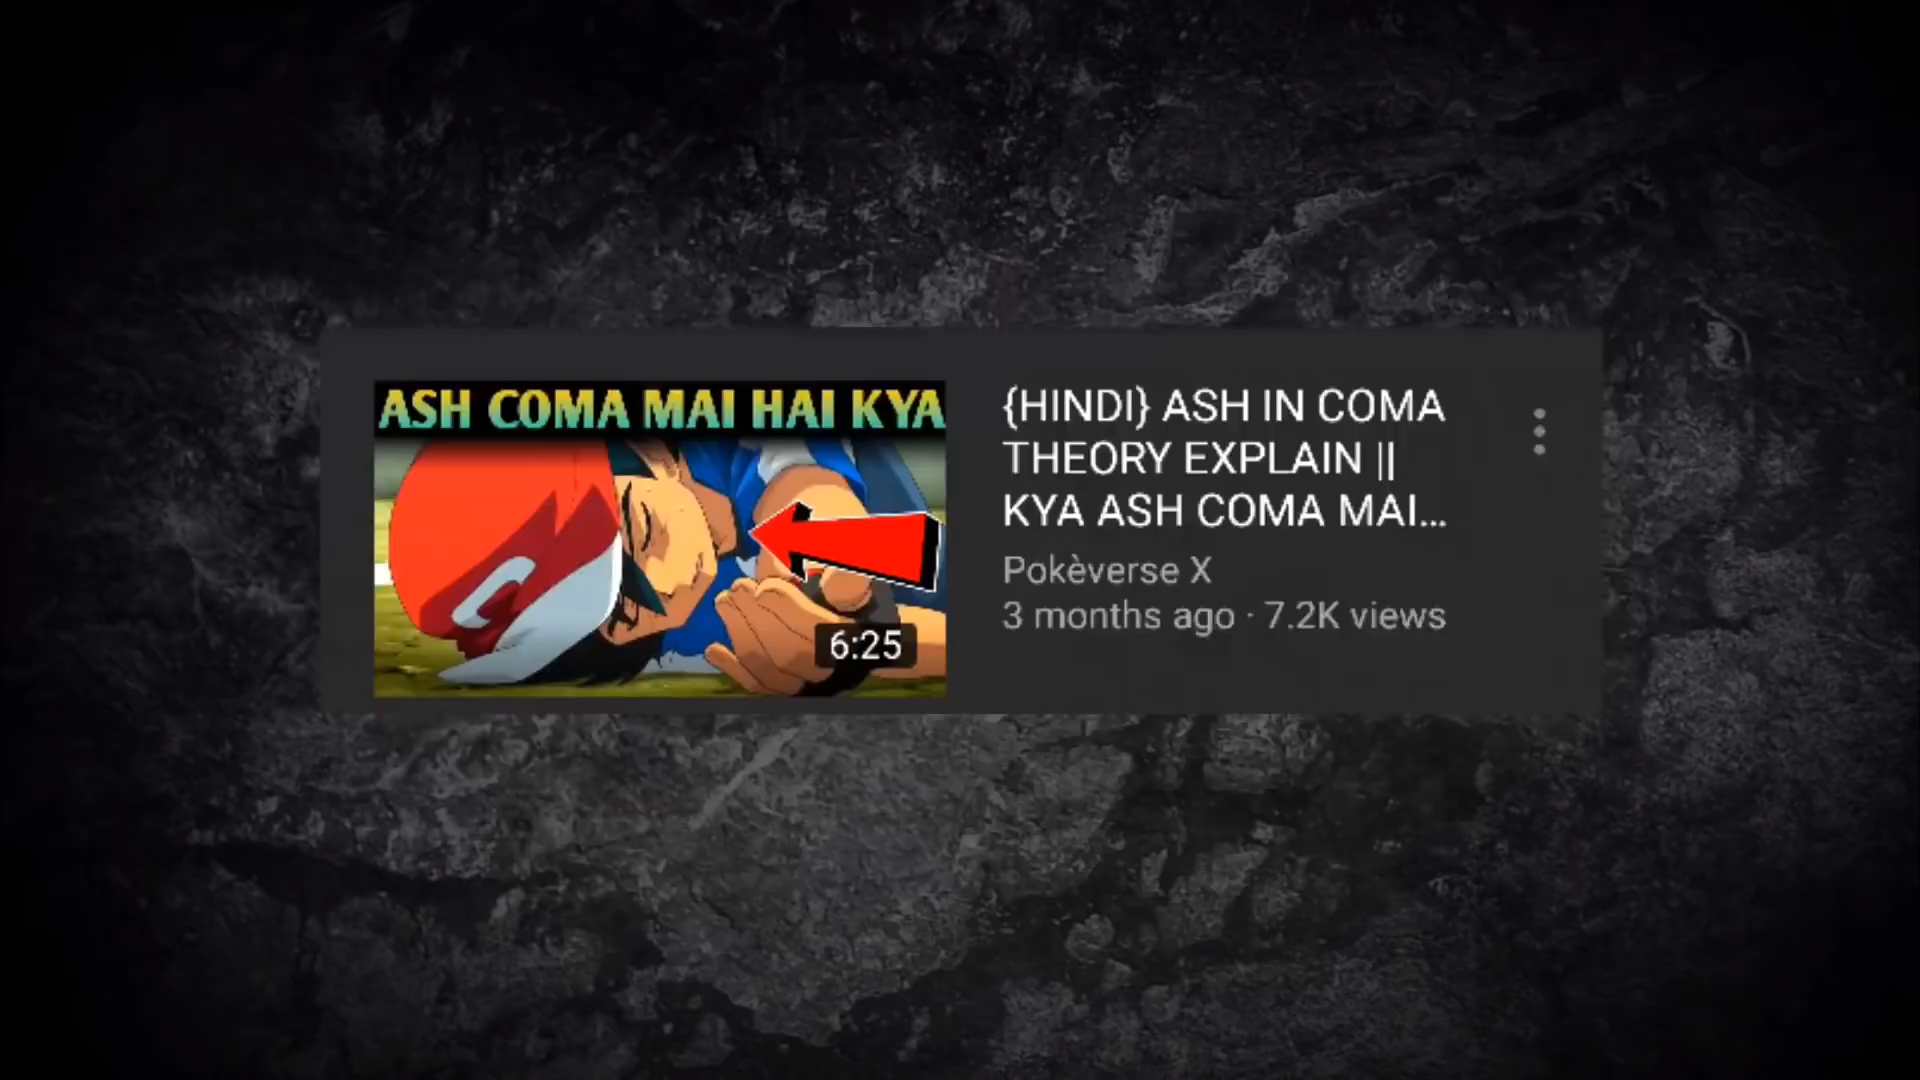 ASH COMA MAI HAI KYA
6:25
{HINDI} ASH IN COMA
THEORY EXPLAIN ||
KYA ASH COMA MAI...
Pokèverse X
3 months ago · 7.2K views